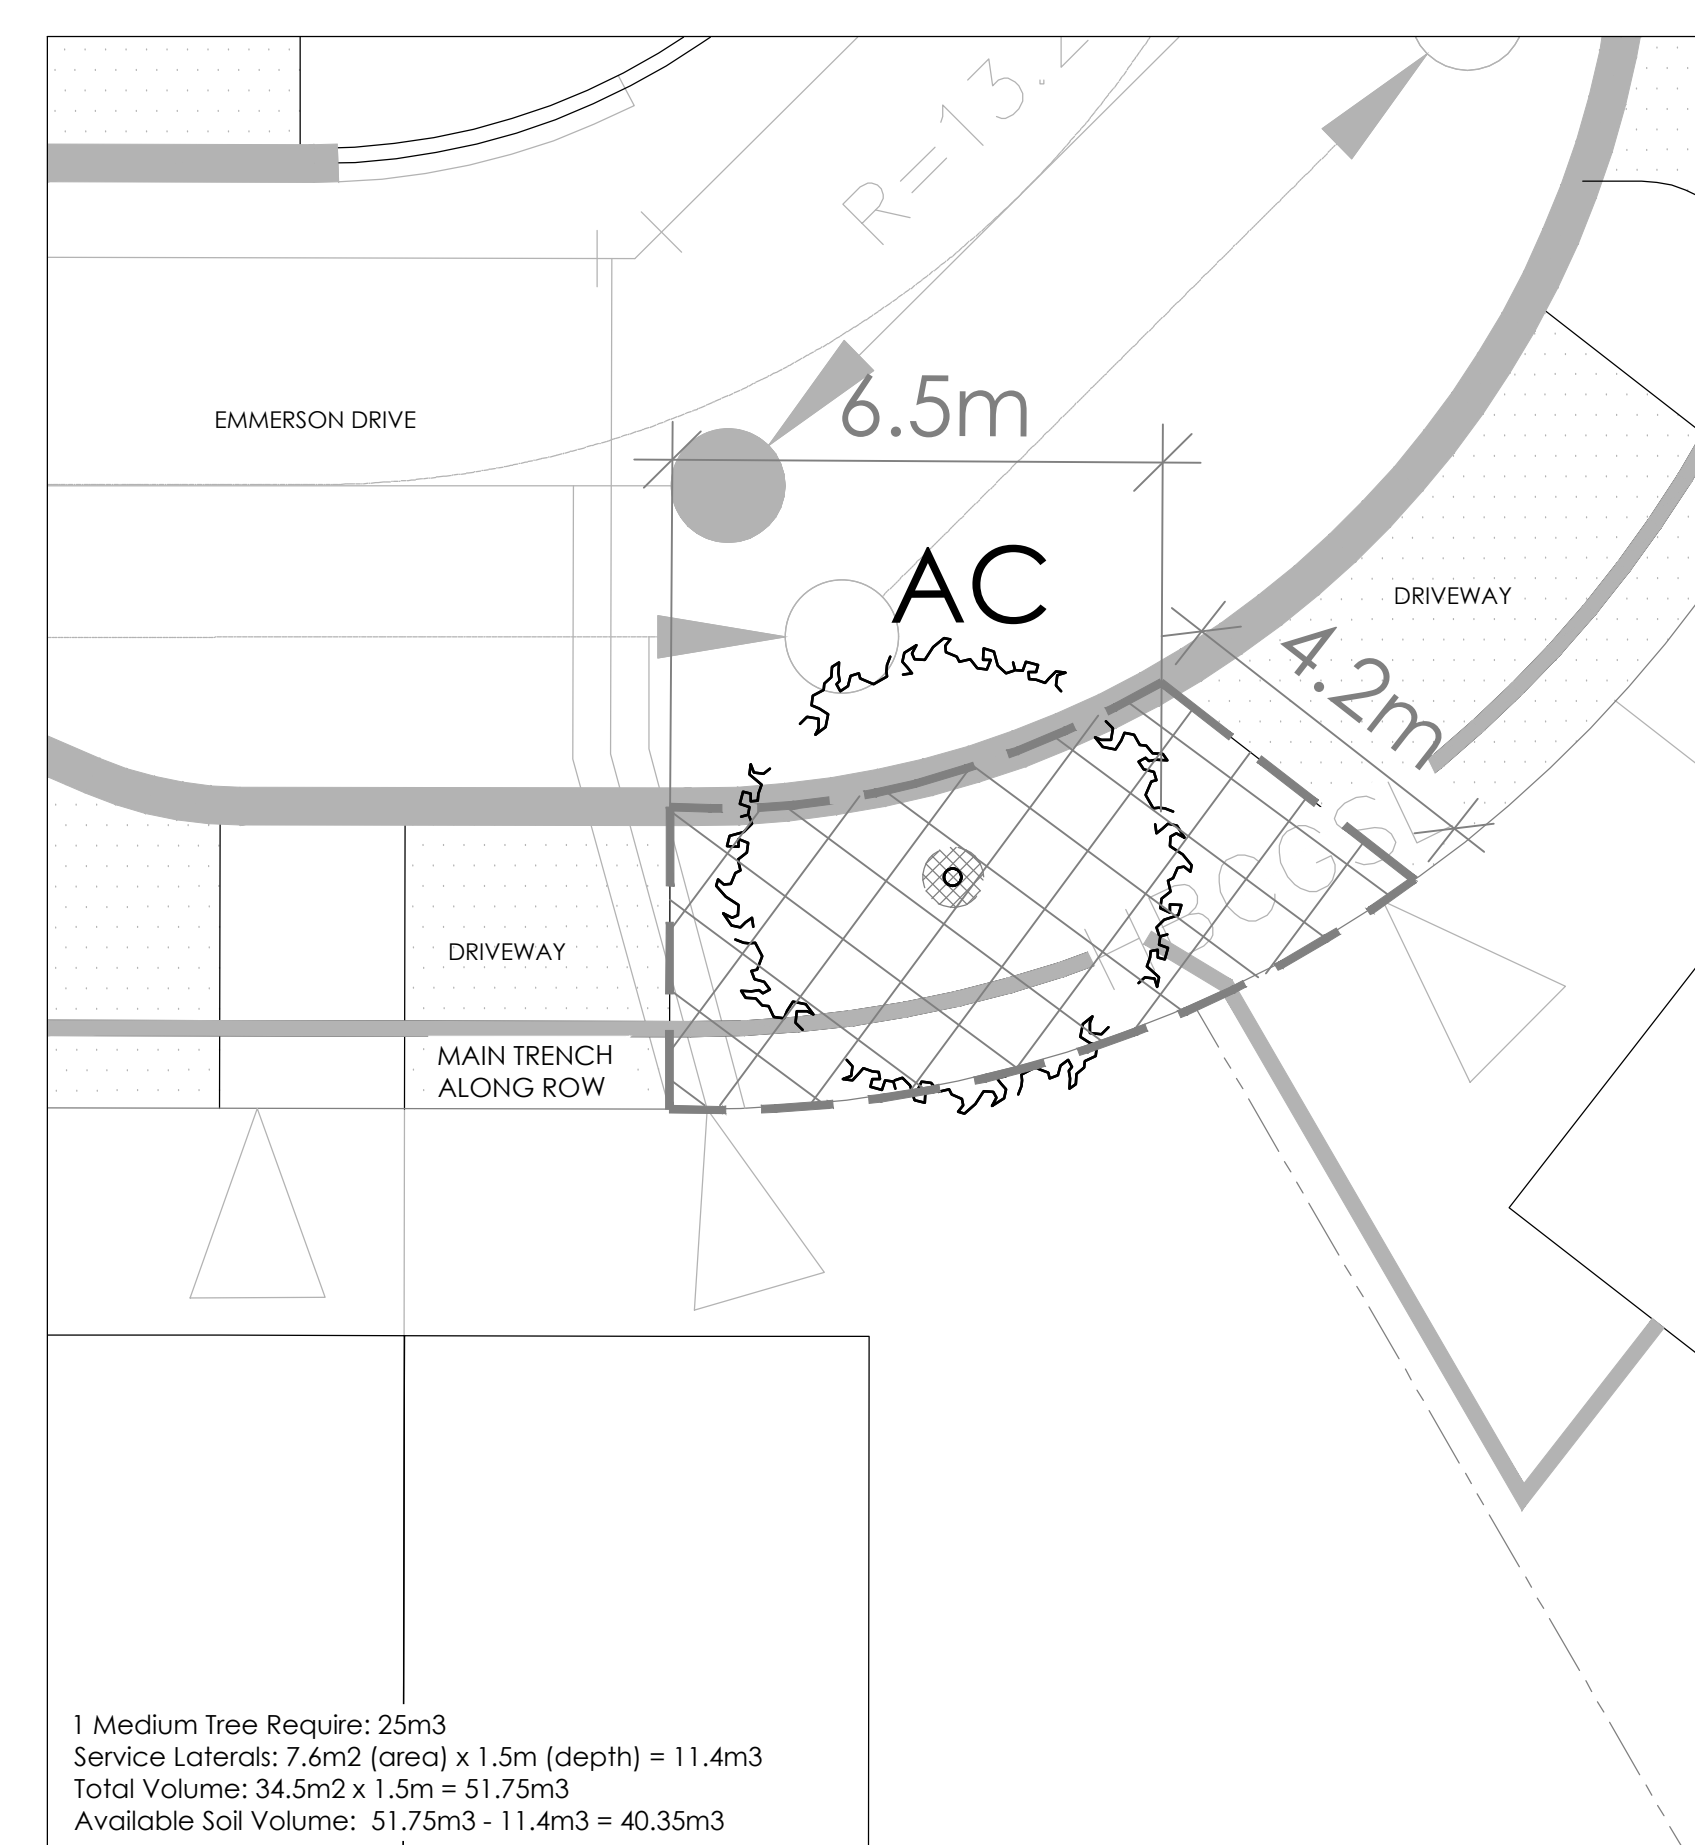 R=13.
EMMERSON DRIVE
6.5m
AC
DRIVEWAY
4.2m
DRIVEWAY
MAIN TRENCH
ALONG ROW
1 Medium Tree Require: 25m3
Service Laterals: 7.6m2 (area) x 1.5m (depth) = 11.4m3
Total Volume: 34.5m2 x 1.5m = 51.75m3
Available Soil Volume: 51.75m3 - 11.4m3 = 40.35m3